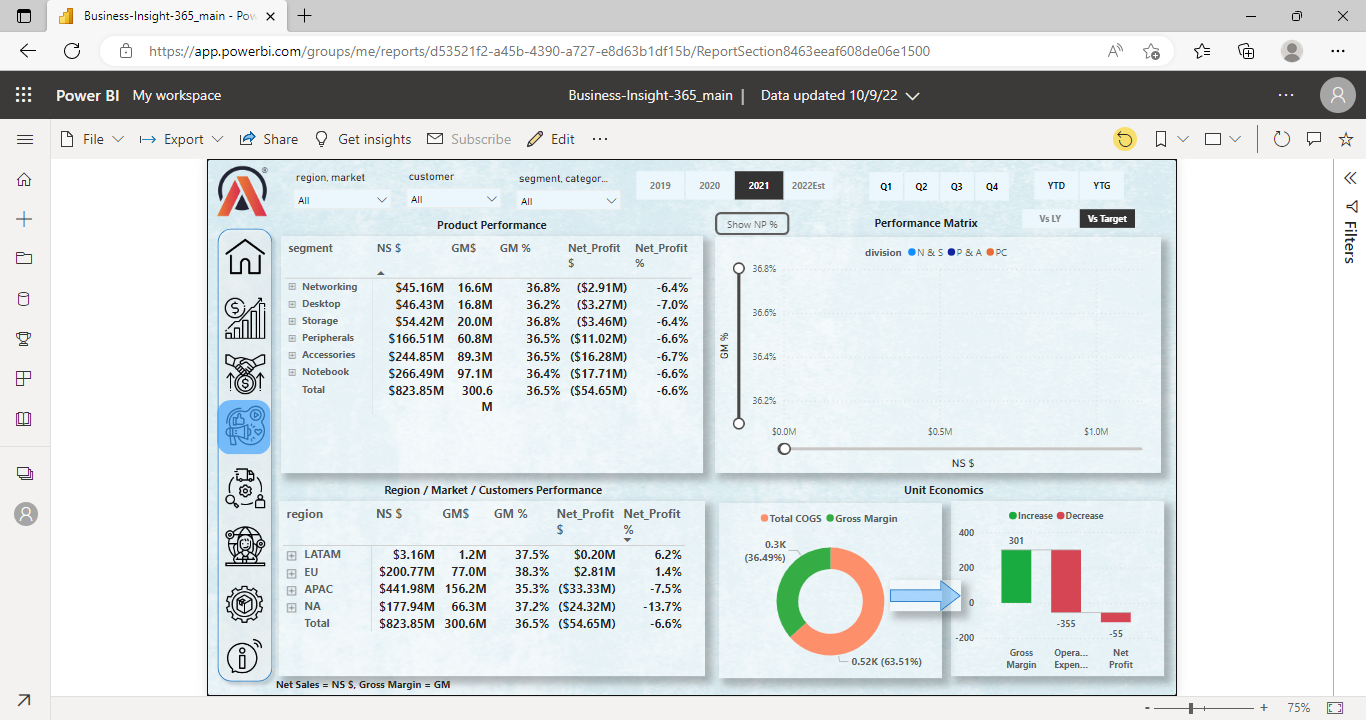 Business-Insight-365_main - Pow
https://app.powerbi.com/groups/me/reports/d53521f2-a45b-4390-a727-e8d63b1df15b/ReportSection8463eeaf608de06e1500
Power BI My workspace Business-Insight-365_main | Data updated 10/9/22
File Export Share Get insights Subscribe Edit
Filters
region, market customer segment, categor...
All All All
2019 2020 2021 2022Est
Q1 Q2 Q3 Q4
YTD YTG
Vs LY Vs Target
Product Performance
segment NS $ GM$ GM % Net_Profit $ Net_Profit %
Networking $45.16M 16.6M 36.8% ($2.91M) -6.4%
Desktop $46.43M 16.8M 36.2% ($3.27M) -7.0%
Storage $54.42M 20.0M 36.8% ($3.46M) -6.4%
Peripherals $166.51M 60.8M 36.5% ($11.02M) -6.6%
Accessories $244.85M 89.3M 36.5% ($16.28M) -6.7%
Notebook $266.49M 97.1M 36.4% ($17.71M) -6.6%
Total $823.85M 300.6M 36.5% ($54.65M) -6.6%
Show NP %
Performance Matrix
division N & S P & A PC
GM %
36.8%
36.6%
36.4%
36.2%
$0.0M $0.5M $1.0M
NS $
Region / Market / Customers Performance
region NS $ GM$ GM % Net_Profit $ Net_Profit %
LATAM $3.16M 1.2M 37.5% $0.20M 6.2%
EU $200.77M 77.0M 38.3% $2.81M 1.4%
APAC $441.98M 156.2M 35.3% ($33.33M) -7.5%
NA $177.94M 66.3M 37.2% ($24.32M) -13.7%
Total $823.85M 300.6M 36.5% ($54.65M) -6.6%
Unit Economics
Total COGS Gross Margin
0.3K
(36.49%)
0.52K (63.51%)
Increase Decrease
400
200
0
-200
301
-355
-55
Gross Margin
Opera... Expen...
Net Profit
Net Sales = NS $, Gross Margin = GM
75%